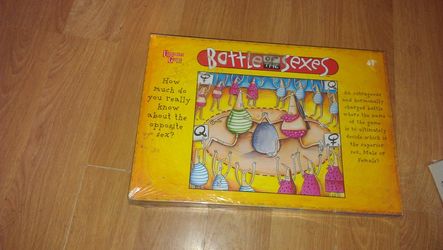 Battle OF THE Sexes
How
much do
you really
know
about the
opposite
sex?
An outrageous
and hormonally
charged battle
where the name
of the game
is to ultimately
decide which is
the superior
sex, Male or
Female?